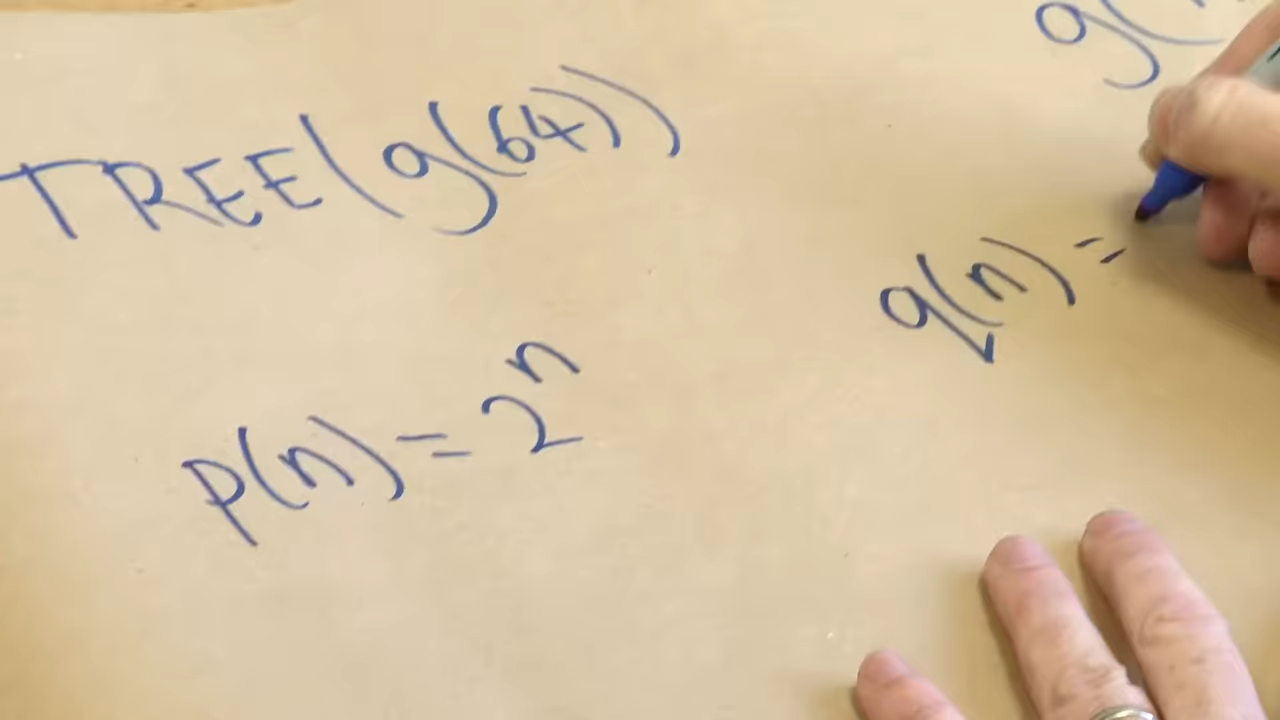 g(
TREE(g(64))
q(n) =
p(n) = 2^n